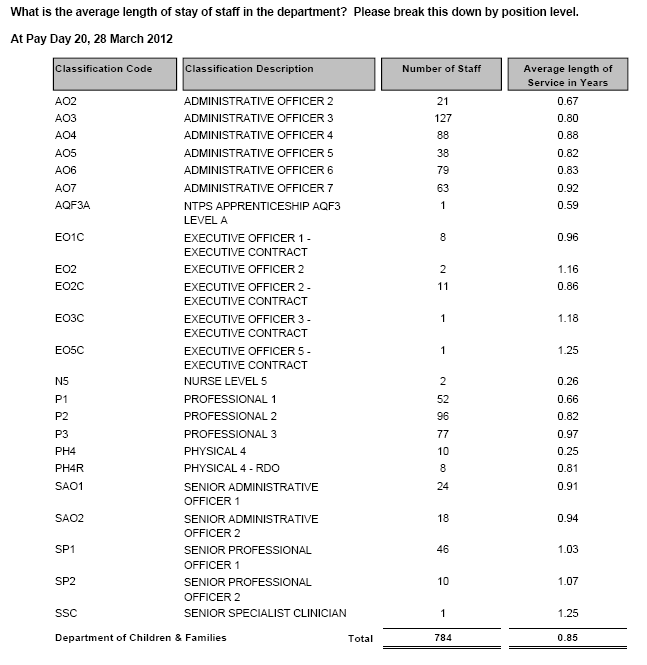 What is the average length of stay of staff in the department? Please break this down by position level.
At Pay Day 20, 28 March 2012
Classification Code Classification Description Number of Staff Average length of
Service in Years
AO2 ADMINISTRATIVE OFFICER 2 21 0.67
AO3 ADMINISTRATIVE OFFICER 3 127 0.80
AO4 ADMINISTRATIVE OFFICER 4 88 0.88
AO5 ADMINISTRATIVE OFFICER 5 38 0.82
AO6 ADMINISTRATIVE OFFICER 6 79 0.83
AO7 ADMINISTRATIVE OFFICER 7 63 0.92
AQF3A NTPS APPRENTICESHIP AQF3 1 0.59
LEVEL A
EO1C EXECUTIVE OFFICER 1 - 8 0.96
EXECUTIVE CONTRACT
EO2 EXECUTIVE OFFICER 2 2 1.16
EO2C EXECUTIVE OFFICER 2 - 11 0.86
EXECUTIVE CONTRACT
EO3C EXECUTIVE OFFICER 3 - 1 1.18
EXECUTIVE CONTRACT
EO5C EXECUTIVE OFFICER 5 - 1 1.25
EXECUTIVE CONTRACT
N5 NURSE LEVEL 5 2 0.26
P1 PROFESSIONAL 1 52 0.66
P2 PROFESSIONAL 2 96 0.82
P3 PROFESSIONAL 3 77 0.97
PH4 PHYSICAL 4 10 0.25
PH4R PHYSICAL 4 - RDO 8 0.81
SAO1 SENIOR ADMINISTRATIVE 24 0.91
OFFICER 1
SAO2 SENIOR ADMINISTRATIVE 18 0.94
OFFICER 2
SP1 SENIOR PROFESSIONAL 46 1.03
OFFICER 1
SP2 SENIOR PROFESSIONAL 10 1.07
OFFICER 2
SSC SENIOR SPECIALIST CLINICIAN 1 1.25
Department of Children & Families Total 784 0.85